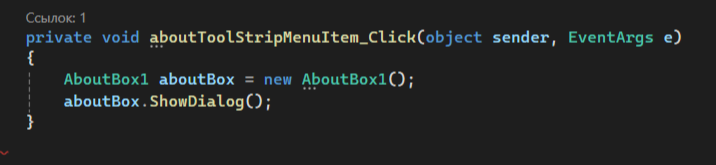 Ссылок: 1
private void aboutToolStripMenuItem_Click(object sender, EventArgs e)
{
    AboutBox1 aboutBox = new AboutBox1();
    aboutBox.ShowDialog();
}